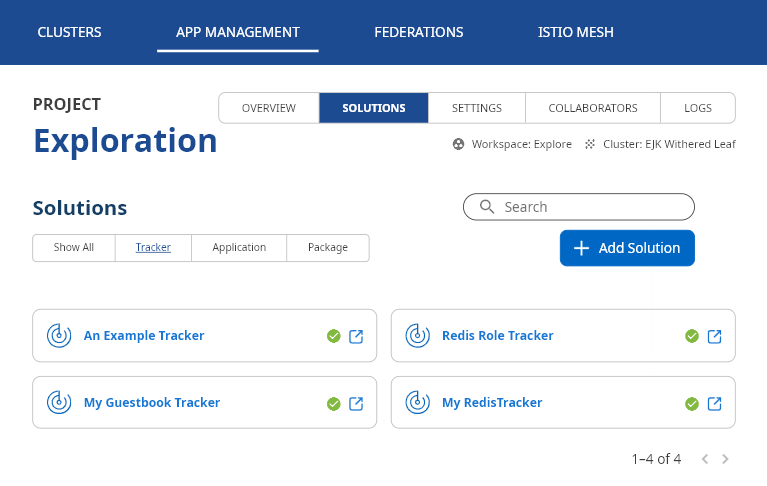 CLUSTERS APP MANAGEMENT FEDERATIONS ISTIO MESH
PROJECT
Exploration
OVERVIEW SOLUTIONS SETTINGS COLLABORATORS LOGS
Workspace: Explore Cluster: EJK Withered Leaf
Solutions
Search
Show All Tracker Application Package
Add Solution
An Example Tracker
Redis Role Tracker
My Guestbook Tracker
My RedisTracker
1–4 of 4